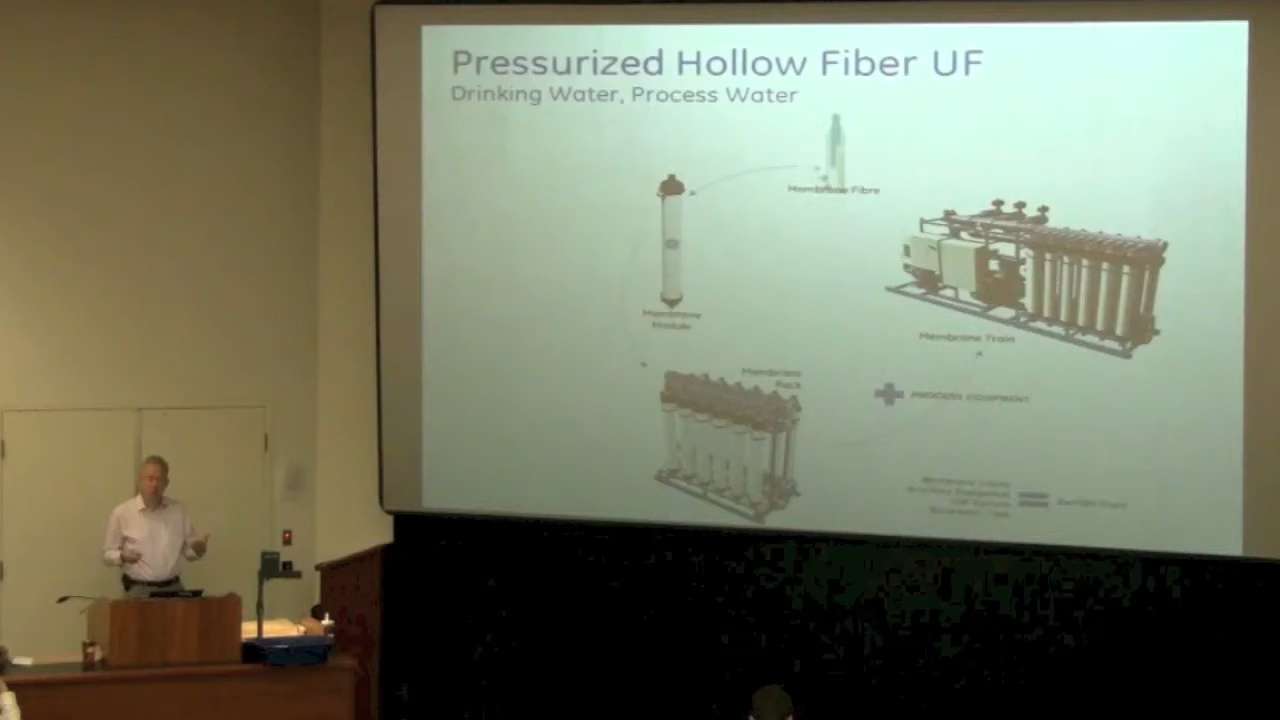 Pressurized Hollow Fiber UF
Drinking Water, Process Water
Membrane Fibre
Membrane
Module
Membrane Train
Membrane
Rack
PROCESS EQUIPMENT